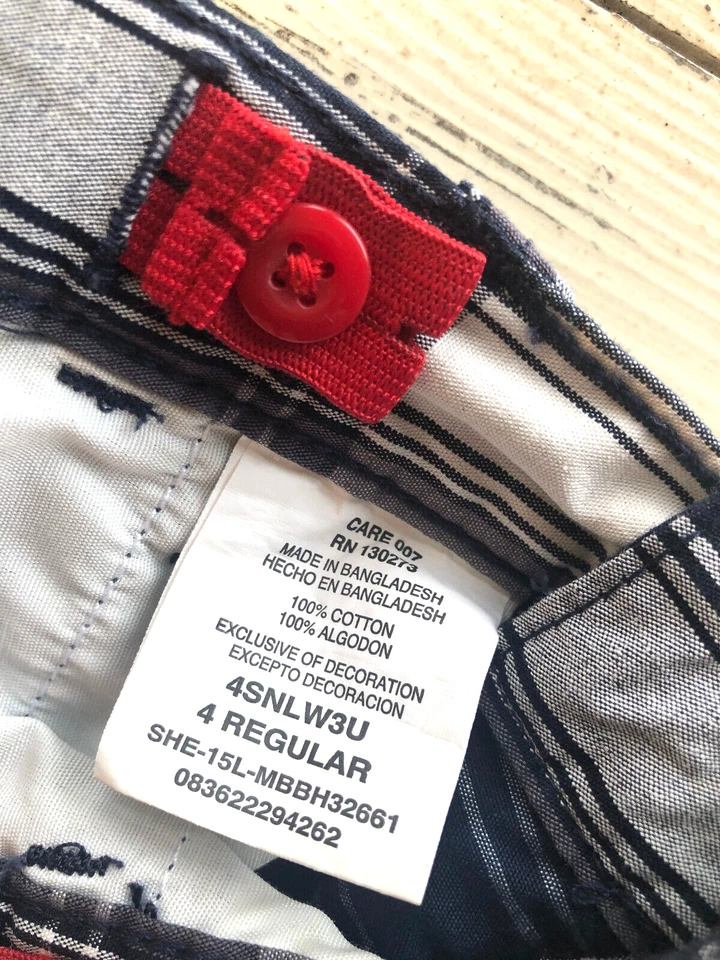 CARE 007
RN 130273
MADE IN BANGLADESH
HECHO EN BANGLADESH
100% COTTON
100% ALGODON
EXCLUSIVE OF DECORATION
EXCEPTO DECORACION
4SNLW3U
4 REGULAR
SHE-15L-MBBH32661
083622294262